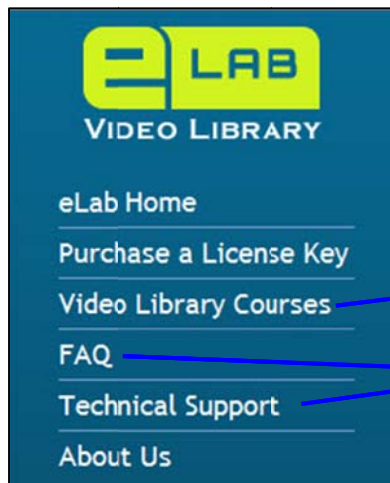 e LAB
VIDEO LIBRARY
eLab Home
Purchase a License Key
Video Library Courses
FAQ
Technical Support
About Us